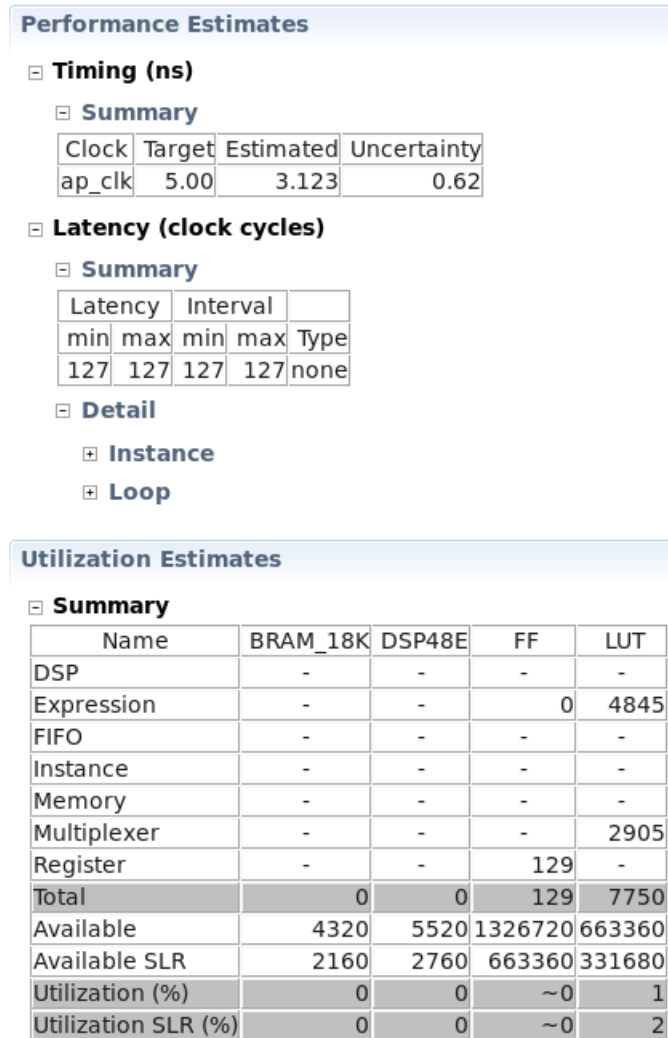 Performance Estimates
Timing (ns)
Summary
Clock Target Estimated Uncertainty
ap_clk 5.00 3.123 0.62
Latency (clock cycles)
Summary
Latency Interval
min max min max Type
127 127 127 127 none
Detail
Instance
Loop
Utilization Estimates
Summary
Name BRAM_18K DSP48E FF LUT
DSP - - - -
Expression - - 0 4845
FIFO - - - -
Instance - - - -
Memory - - - -
Multiplexer - - - 2905
Register - - 129 -
Total 0 0 129 7750
Available 4320 5520 1326720 663360
Available SLR 2160 2760 663360 331680
Utilization (%) 0 0 ~0 1
Utilization SLR (%) 0 0 ~0 2